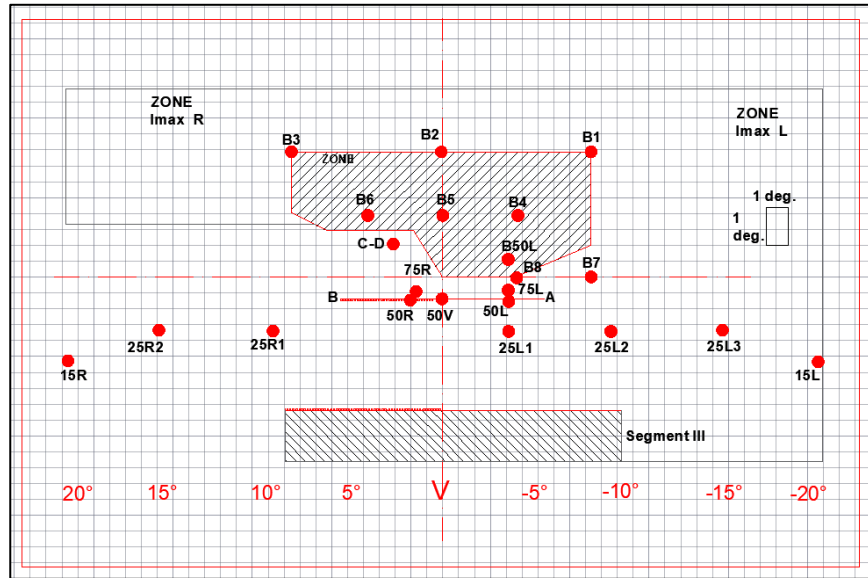 ZONE
Imax R
ZONE
Imax L
B3
B2
B1
ZONE
1 deg.
1
deg.
B6
B5
B4
C-D
B50L
75R
B8
B7
75L
B
A
50R
50V
50L
25R2
25R1
25L1
25L2
25L3
15R
15L
Segment III
20° 15° 10° 5° V -5° -10° -15° -20°